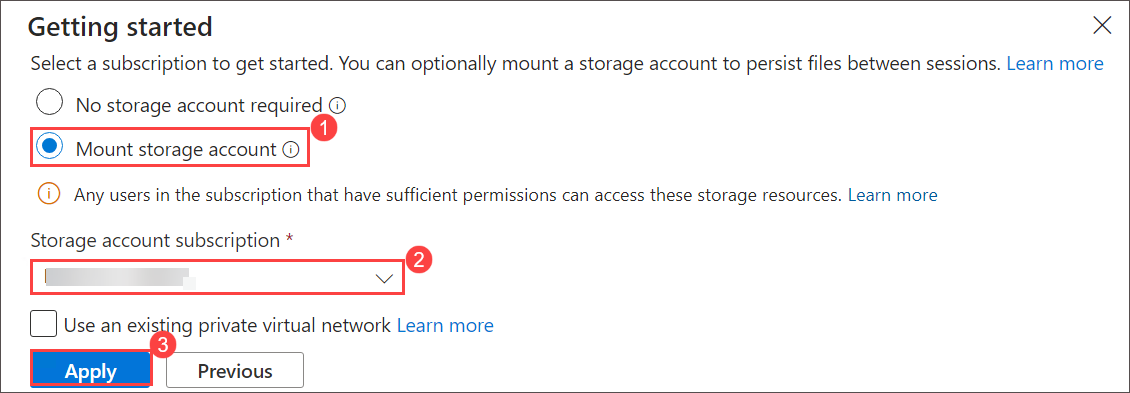 Getting started
Select a subscription to get started. You can optionally mount a storage account to persist files between sessions. Learn more
No storage account required
1
Mount storage account
Any users in the subscription that have sufficient permissions can access these storage resources. Learn more
Storage account subscription *
2
Use an existing private virtual network Learn more
3
Apply Previous